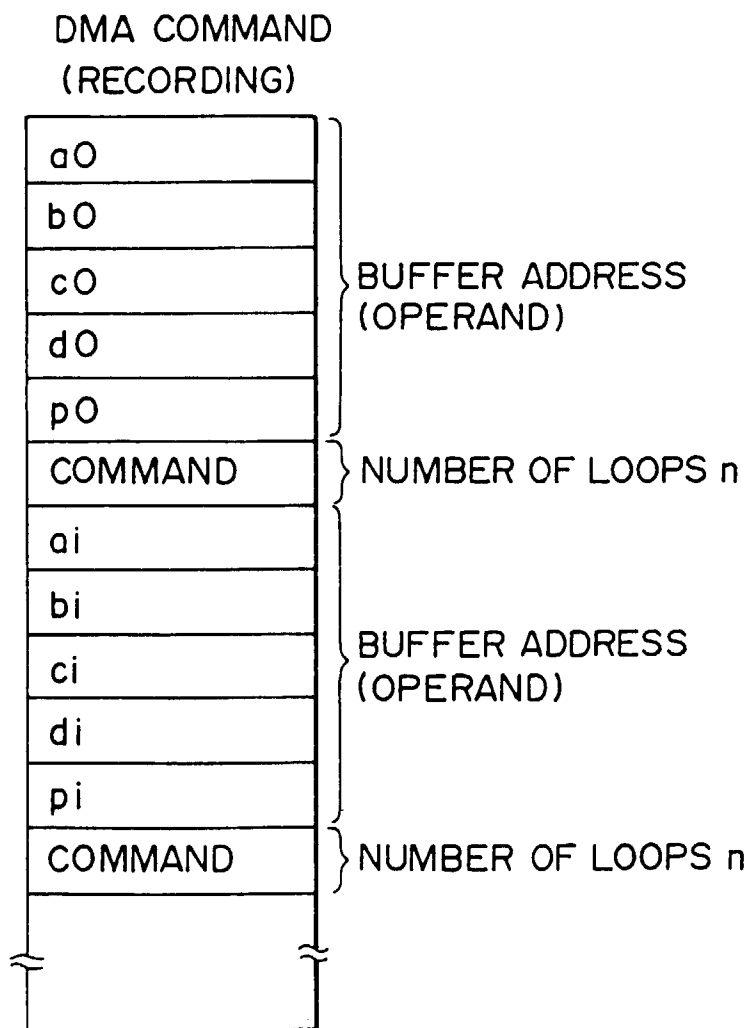 DMA COMMAND
(RECORDING)
a0
b0
c0
d0
p0
BUFFER ADDRESS
(OPERAND)
COMMAND
NUMBER OF LOOPS n
ai
bi
ci
di
pi
BUFFER ADDRESS
(OPERAND)
COMMAND
NUMBER OF LOOPS n